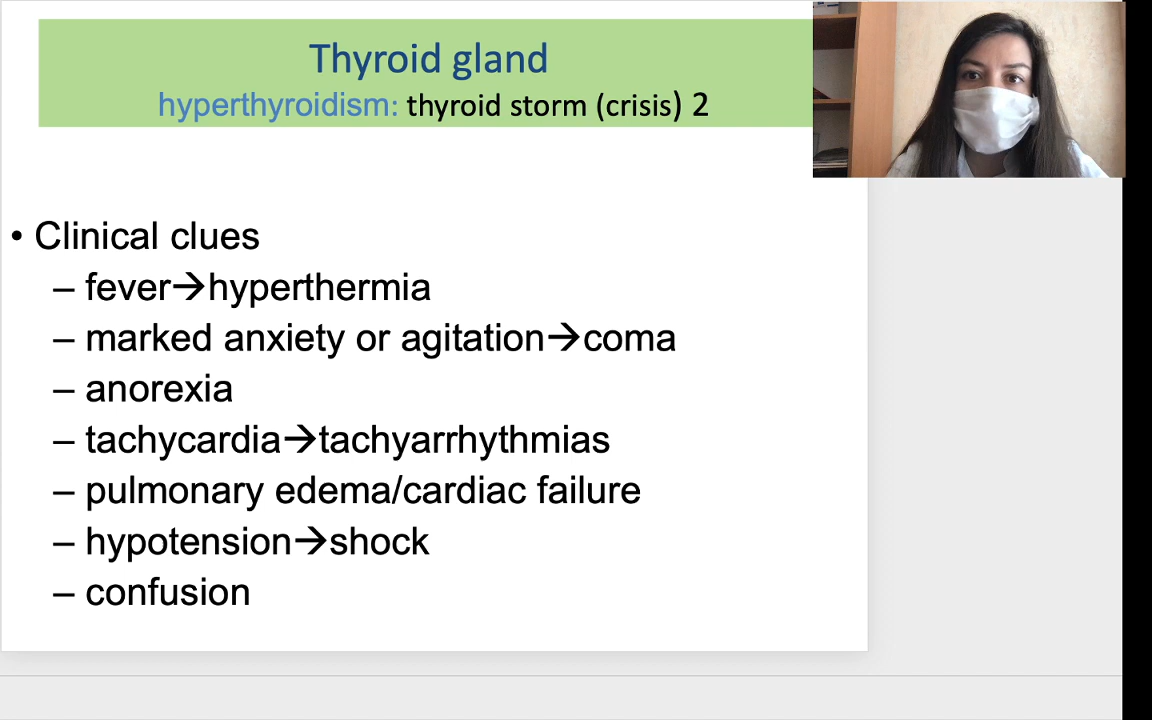 Thyroid gland
hyperthyroidism: thyroid storm (crisis) 2
• Clinical clues
– fever→hyperthermia
– marked anxiety or agitation→coma
– anorexia
– tachycardia→tachyarrhythmias
– pulmonary edema/cardiac failure
– hypotension→shock
– confusion